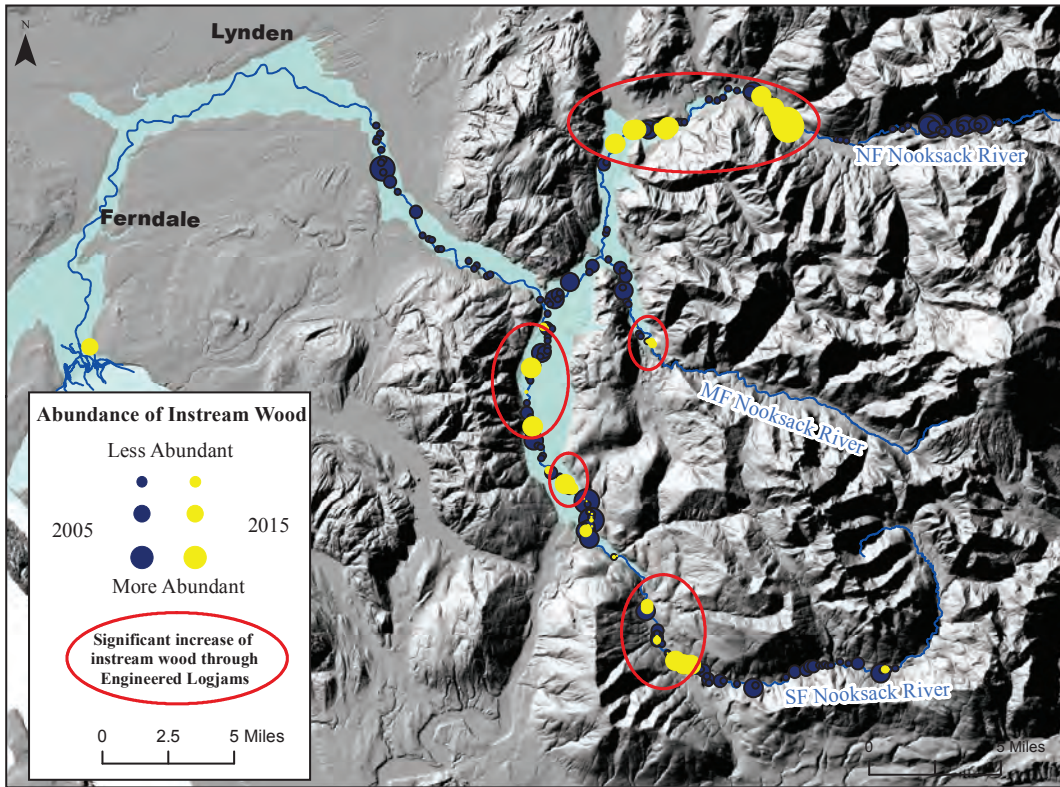 N
Lynden
NF Nooksack River
Ferndale
MF Nooksack River
SF Nooksack River
Abundance of Instream Wood
Less Abundant
2005
2015
More Abundant
Significant increase of
instream wood through
Engineered Logjams
0 2.5 5 Miles
0 5 Miles